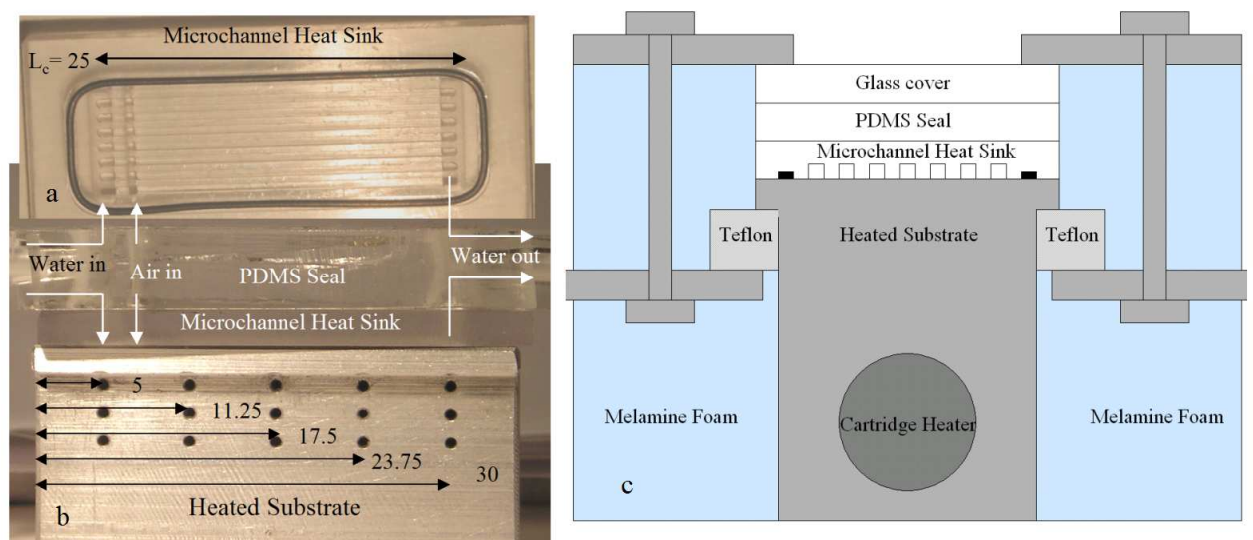 Microchannel Heat Sink
L_c= 25
a
Water in
Air in
PDMS Seal
Water out
Microchannel Heat Sink
5
11.25
17.5
23.75
30
Heated Substrate
b
Glass cover
PDMS Seal
Microchannel Heat Sink
Teflon
Heated Substrate
Teflon
Melamine Foam
Cartridge Heater
Melamine Foam
c